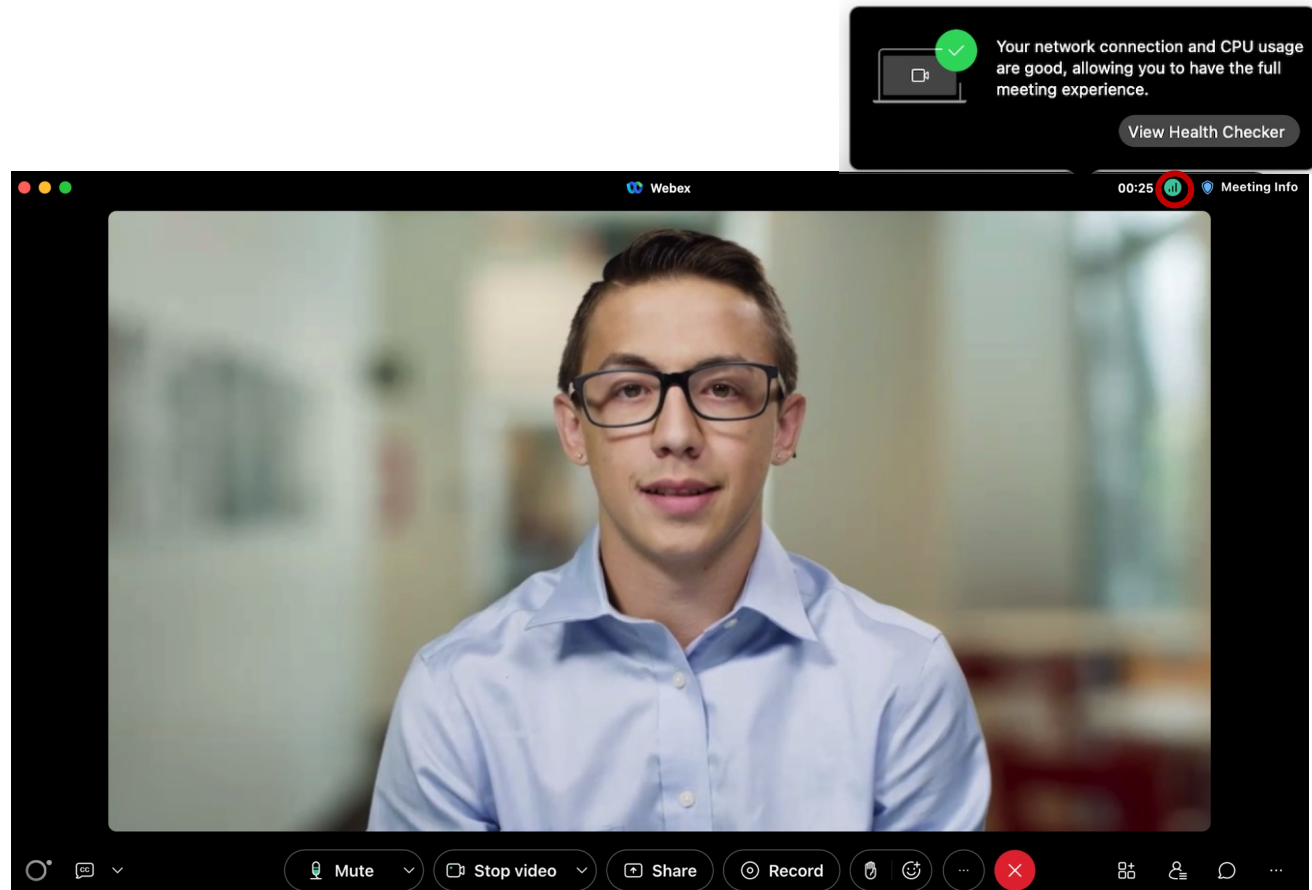 Your network connection and CPU usage
are good, allowing you to have the full
meeting experience.
View Health Checker
Webex
00:25
Meeting Info
CC
Mute
Stop video
Share
Record